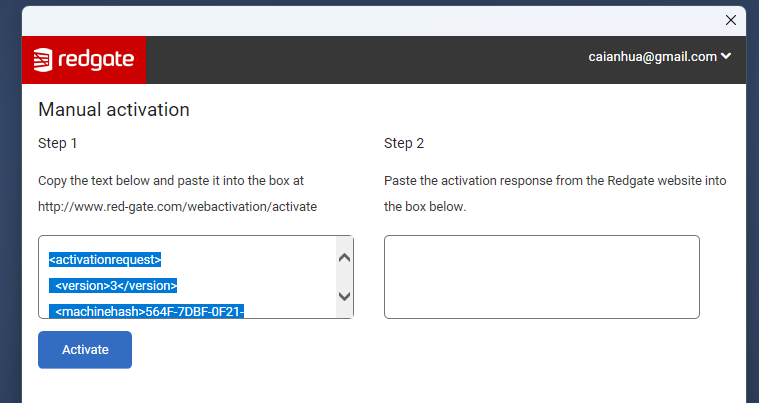 redgate
caianhua@gmail.com
Manual activation
Step 1
Copy the text below and paste it into the box at
http://www.red-gate.com/webactivation/activate
<activationrequest>
<version>3</version>
<machinehash>564F-7DBF-0F21-
Activate
Step 2
Paste the activation response from the Redgate website into
the box below.